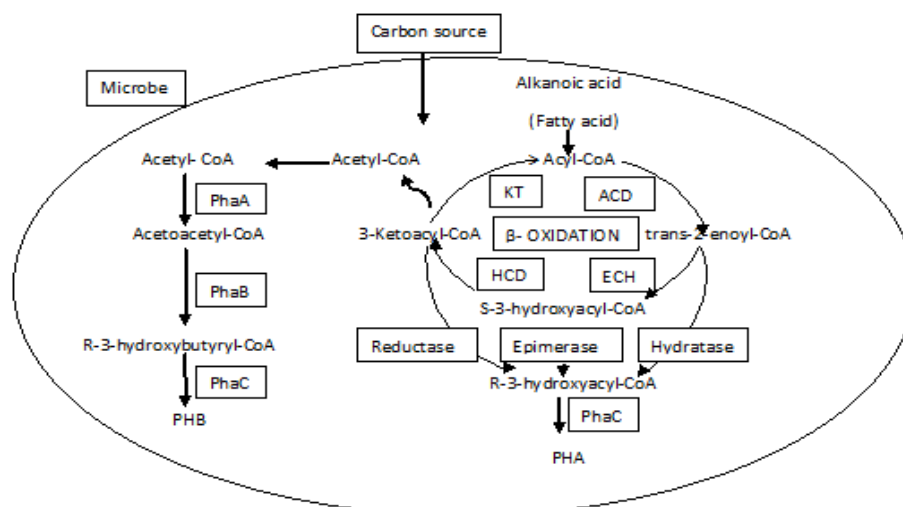 Carbon source
Microbe
Alkanoic acid
(Fatty acid)
Acetyl- CoA
Acetyl-CoA
Acyl-CoA
PhaA
KT
ACD
Acetoacetyl-CoA
3-Ketoacyl-CoA
β- OXIDATION
trans-2-enoyl-CoA
PhaB
HCD
ECH
S-3-hydroxyacyl-CoA
R-3-hydroxybutyryl-CoA
Reductase
Epimerase
Hydratase
PhaC
R-3-hydroxyacyl-CoA
PHB
PhaC
PHA